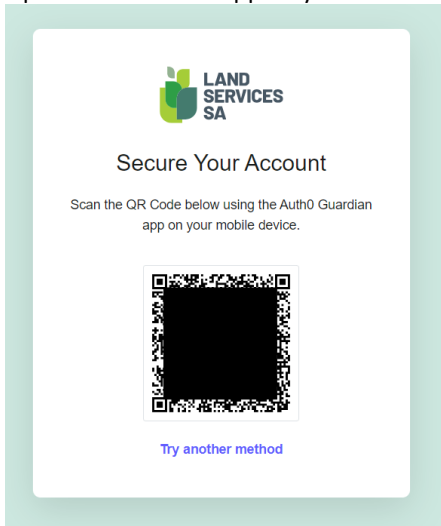 LAND
SERVICES
SA
Secure Your Account
Scan the QR Code below using the Auth0 Guardian
app on your mobile device.
Try another method